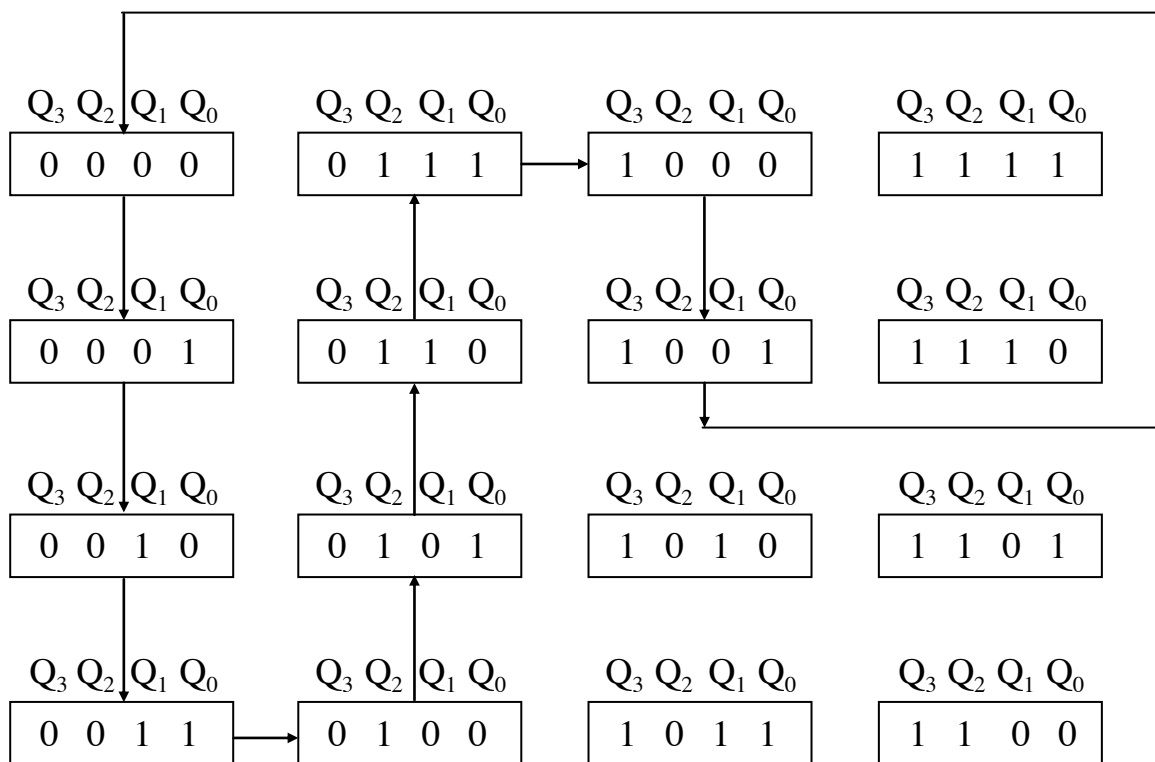 Q₃ Q₂ Q₁ Q₀ Q₃ Q₂ Q₁ Q₀ Q₃ Q₂ Q₁ Q₀ Q₃ Q₂ Q₁ Q₀
0 0 0 0 0 1 1 1 1 0 0 0 1 1 1 1
Q₃ Q₂ Q₁ Q₀ Q₃ Q₂ Q₁ Q₀ Q₃ Q₂ Q₁ Q₀ Q₃ Q₂ Q₁ Q₀
0 0 0 1 0 1 1 0 1 0 0 1 1 1 1 0
Q₃ Q₂ Q₁ Q₀ Q₃ Q₂ Q₁ Q₀ Q₃ Q₂ Q₁ Q₀ Q₃ Q₂ Q₁ Q₀
0 0 1 0 0 1 0 1 1 0 1 0 1 1 0 1
Q₃ Q₂ Q₁ Q₀ Q₃ Q₂ Q₁ Q₀ Q₃ Q₂ Q₁ Q₀ Q₃ Q₂ Q₁ Q₀
0 0 1 1 0 1 0 0 1 0 1 1 1 1 0 0